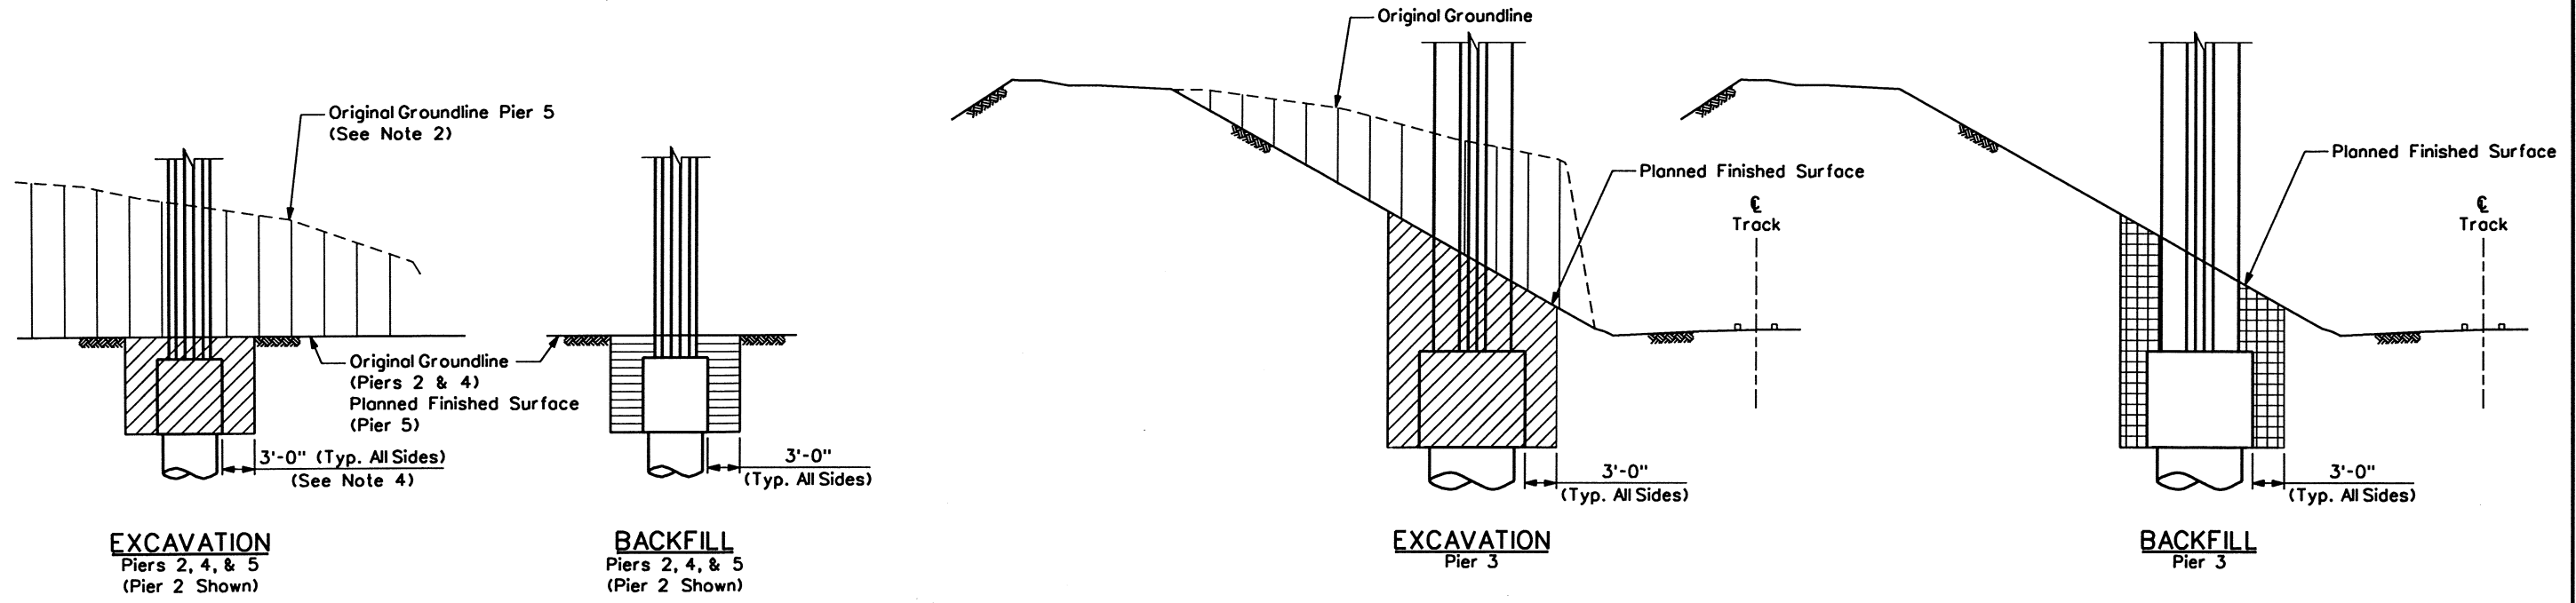 Original Groundline Pier 5
(See Note 2)
Original Groundline
(Piers 2 & 4)
Planned Finished Surface
(Pier 5)
3'-0" (Typ. All Sides)
(See Note 4)
EXCAVATION
Piers 2, 4, & 5
(Pier 2 Shown)
3'-0"
(Typ. All Sides)
BACKFILL
Piers 2, 4, & 5
(Pier 2 Shown)
Original Groundline
Planned Finished Surface
℄
Track
3'-0"
(Typ. All Sides)
EXCAVATION
Pier 3
Planned Finished Surface
℄
Track
3'-0"
(Typ. All Sides)
BACKFILL
Pier 3